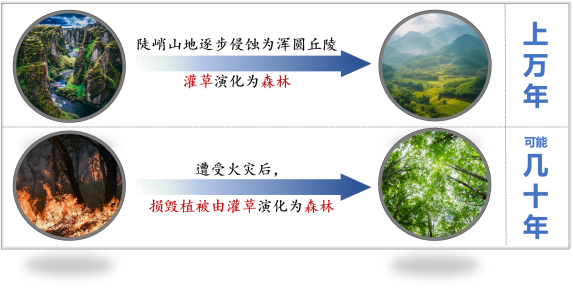 陡峭山地逐步侵蚀为浑圆丘陵
灌草演化为森林
上万年
遭受火灾后，
损毁植被由灌草演化为森林
可能
几十年